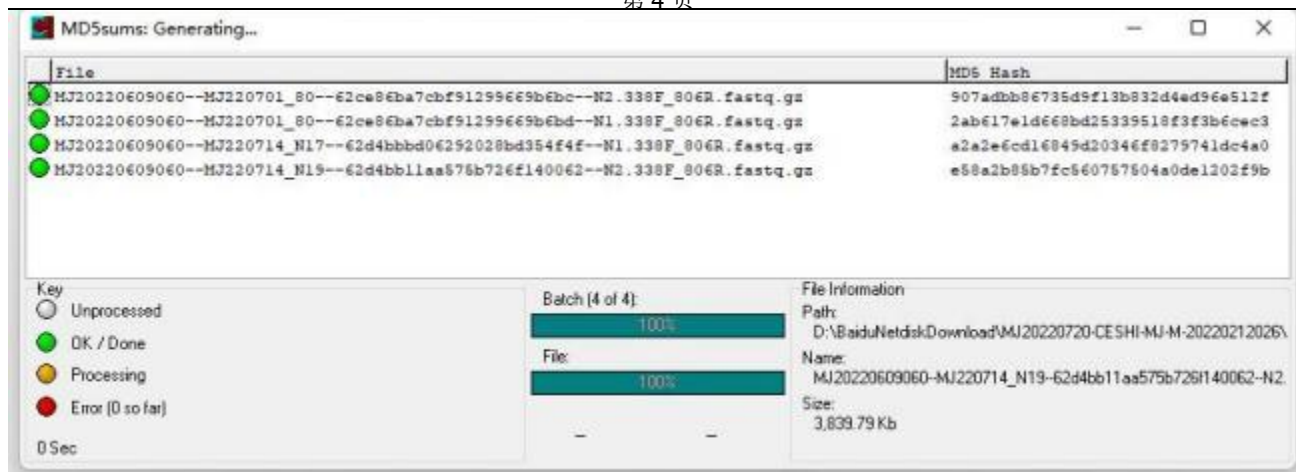 第 4 页
MD5sums: Generating...
File MD5 Hash
MJ20220609060--MJ220701_80--62ce86ba7cbf91299669b6bc--N2.338F_806R.fastq.gz 907adbb86735d9f13b832d4ed96e512f
MJ20220609060--MJ220701_80--62ce86ba7cbf91299669b6bd--N1.338F_806R.fastq.gz 2ab617e1d668bd25339518f3f3b6cec3
MJ20220609060--MJ220714_N17--62d4bbbd06292028bd354f4f--N1.338F_806R.fastq.gz a2a2e6cd16849d20346f8279741dc4a0
MJ20220609060--MJ220714_N19--62d4bb11aa575b726f140062--N2.338F_806R.fastq.gz e58a2b85b7fc560757504a0de1202f9b
Key
Unprocessed
OK / Done
Processing
Error (0 so far)
0 Sec
Batch (4 of 4):
100%
File:
100%
File Information
Path:
D:\BaiduNetdiskDownload\MJ20220720-CESHI-MJ-M-20220212026\
Name:
MJ20220609060--MJ220714_N19--62d4bb11aa575b726f140062--N2.
Size:
3,839.79 Kb